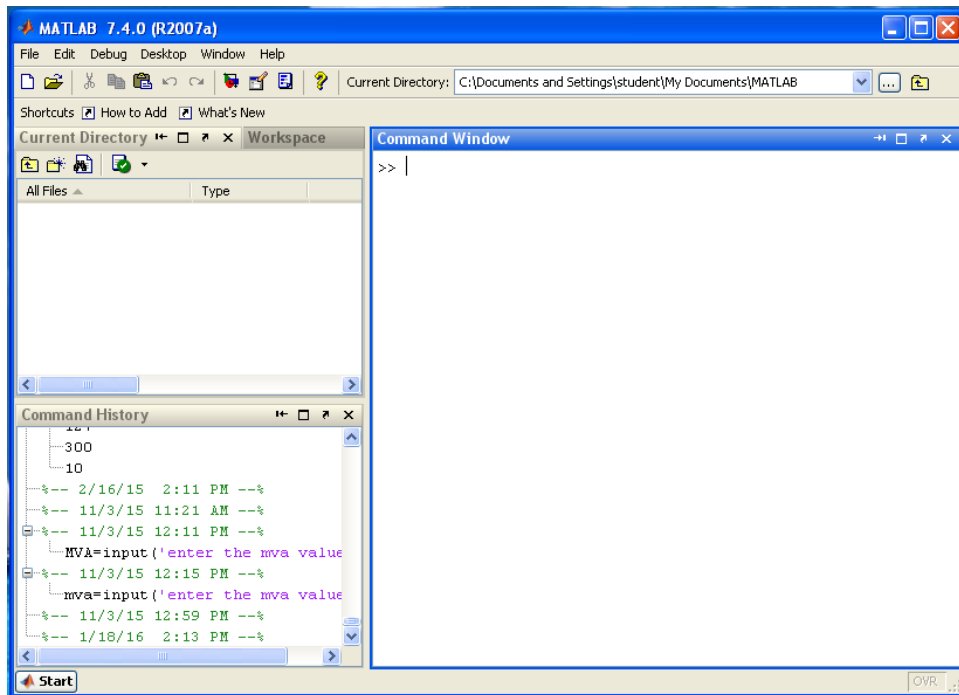 MATLAB 7.4.0 (R2007a)
File Edit Debug Desktop Window Help
Current Directory: C:\Documents and Settings\student\My Documents\MATLAB ...
Shortcuts How to Add What's New
Current Directory Workspace
All Files Type
Command History
300
10
%-- 2/16/15 2:11 PM --%
%-- 11/3/15 11:21 AM --%
%-- 11/3/15 12:11 PM --%
MVA=input('enter the mva value
%-- 11/3/15 12:15 PM --%
mva=input('enter the mva value
%-- 11/3/15 12:59 PM --%
%-- 1/18/16 2:13 PM --%
Command Window
>>
Start
OVR